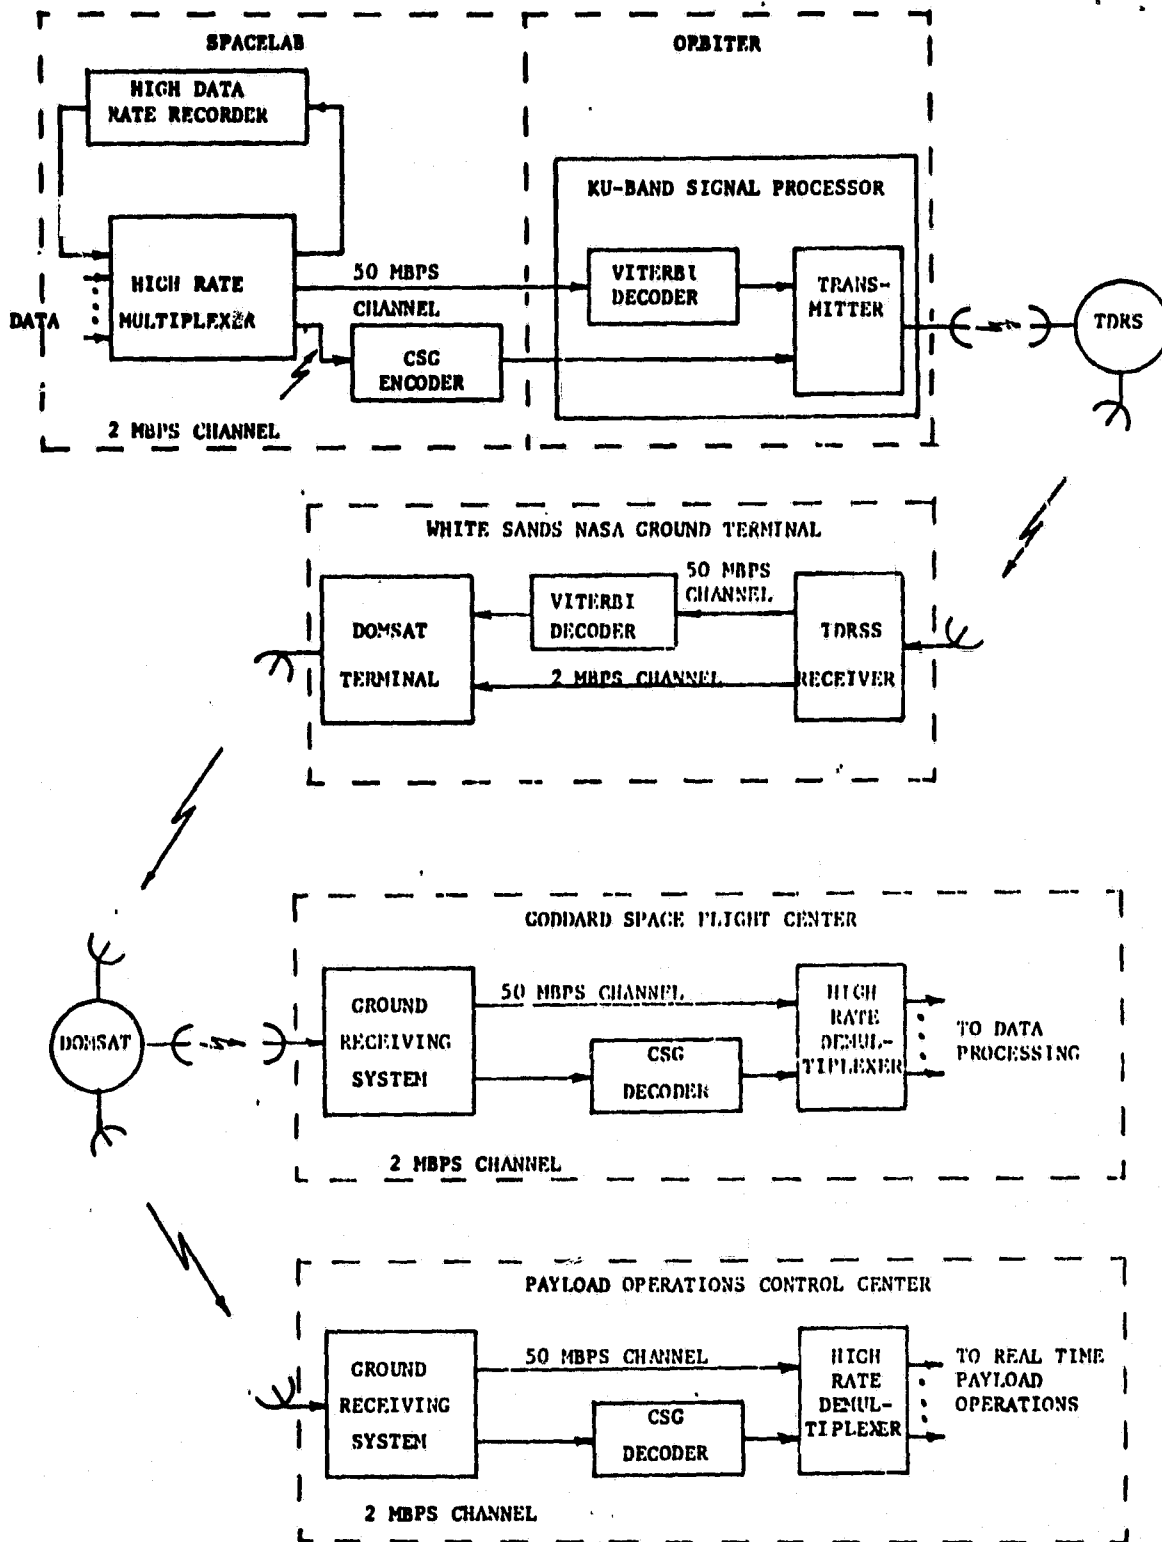 SPACELAB
ORBITER
HIGH DATA
RATE RECORDER
KU-BAND SIGNAL PROCESSOR
HIGH RATE
MULTIPLEXER
DATA
50 MBPS
CHANNEL
CSG
ENCODER
2 MBPS CHANNEL
VITERBI
DECODER
TRANS-
MITTER
TDRS
WHITE SANDS NASA GROUND TERMINAL
DOMSAT
TERMINAL
VITERBI
DECODER
50 MBPS
CHANNEL
2 MBPS CHANNEL
TDRSS
RECEIVER
DOMSAT
GODDARD SPACE FLIGHT CENTER
GROUND
RECEIVING
SYSTEM
50 MBPS CHANNEL
CSG
DECODER
HIGH
RATE
DEMUL-
TIPLEXER
TO DATA
PROCESSING
2 MBPS CHANNEL
PAYLOAD OPERATIONS CONTROL CENTER
GROUND
RECEIVING
SYSTEM
50 MBPS CHANNEL
CSG
DECODER
HIGH
RATE
DEMUL-
TIPLEXER
TO REAL TIME
PAYLOAD
OPERATIONS
2 MBPS CHANNEL